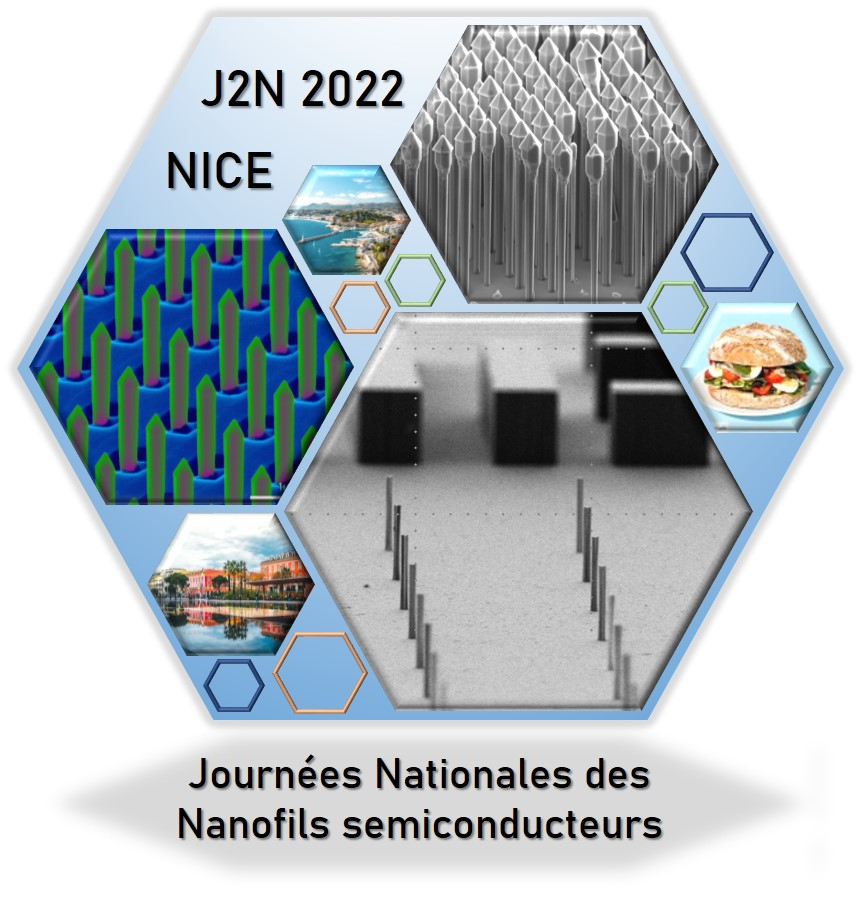 J2N 2022
NICE
Journées Nationales des
Nanofils semiconducteurs